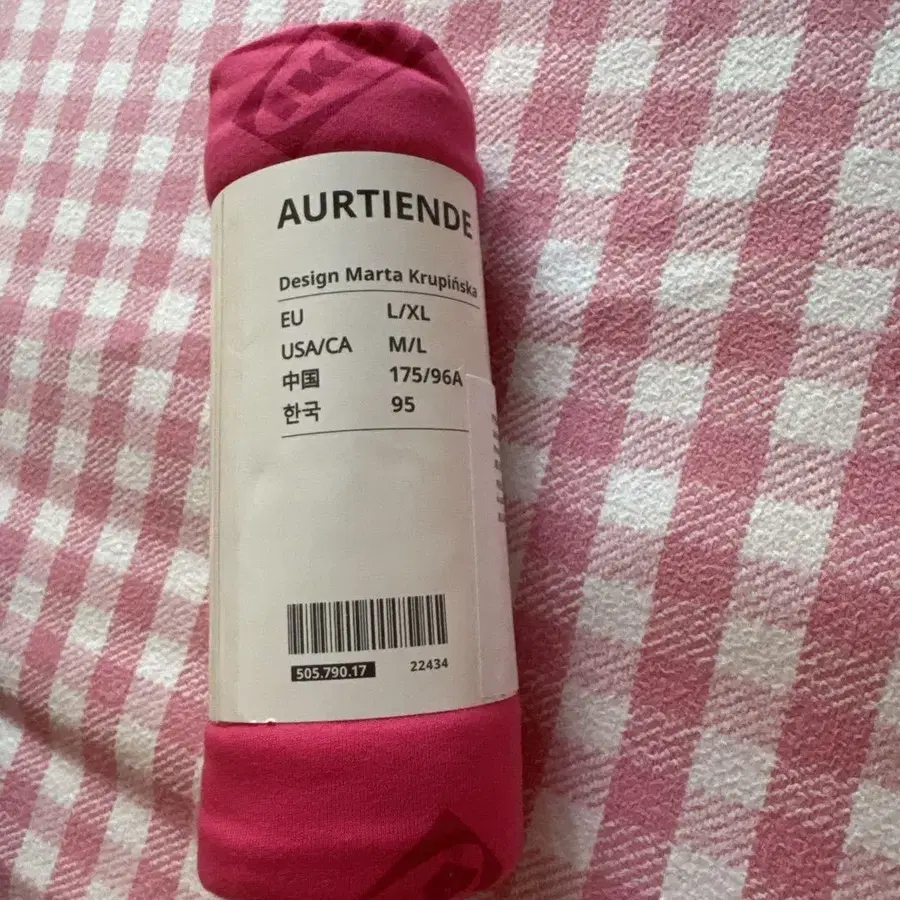 IKEA
AURTIENDE
Design Marta Krupińska
EU L/XL
USA/CA M/L
中国 175/96A
한국 95
505.790.17 22434